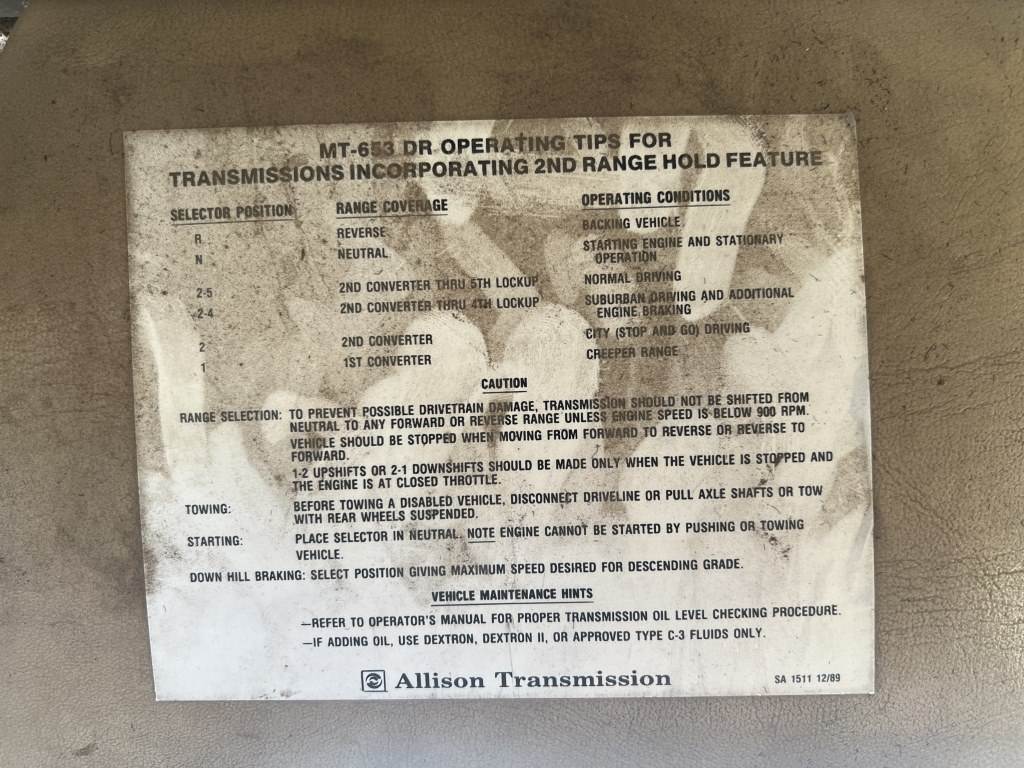 MT-653 DR OPERATING TIPS FOR
TRANSMISSIONS INCORPORATING 2ND RANGE HOLD FEATURE
SELECTOR POSITION RANGE COVERAGE OPERATING CONDITIONS
R REVERSE BACKING VEHICLE
N NEUTRAL STARTING ENGINE AND STATIONARY
OPERATION
2-5 2ND CONVERTER THRU 5TH LOCKUP NORMAL DRIVING
2-4 2ND CONVERTER THRU 4TH LOCKUP SUBURBAN DRIVING AND ADDITIONAL
ENGINE BRAKING
2 2ND CONVERTER CITY (STOP AND GO) DRIVING
1 1ST CONVERTER CREEPER RANGE
CAUTION
RANGE SELECTION: TO PREVENT POSSIBLE DRIVETRAIN DAMAGE, TRANSMISSION SHOULD NOT BE SHIFTED FROM
NEUTRAL TO ANY FORWARD OR REVERSE RANGE UNLESS ENGINE SPEED IS BELOW 900 RPM.
VEHICLE SHOULD BE STOPPED WHEN MOVING FROM FORWARD TO REVERSE OR REVERSE TO
FORWARD.
1-2 UPSHIFTS OR 2-1 DOWNSHIFTS SHOULD BE MADE ONLY WHEN THE VEHICLE IS STOPPED AND
THE ENGINE IS AT CLOSED THROTTLE.
TOWING: BEFORE TOWING A DISABLED VEHICLE, DISCONNECT DRIVELINE OR PULL AXLE SHAFTS OR TOW
WITH REAR WHEELS SUSPENDED.
STARTING: PLACE SELECTOR IN NEUTRAL. NOTE ENGINE CANNOT BE STARTED BY PUSHING OR TOWING
VEHICLE.
DOWN HILL BRAKING: SELECT POSITION GIVING MAXIMUM SPEED DESIRED FOR DESCENDING GRADE.
VEHICLE MAINTENANCE HINTS
—REFER TO OPERATOR'S MANUAL FOR PROPER TRANSMISSION OIL LEVEL CHECKING PROCEDURE.
—IF ADDING OIL, USE DEXTRON, DEXTRON II, OR APPROVED TYPE C-3 FLUIDS ONLY.
Allison Transmission SA 1511 12/89